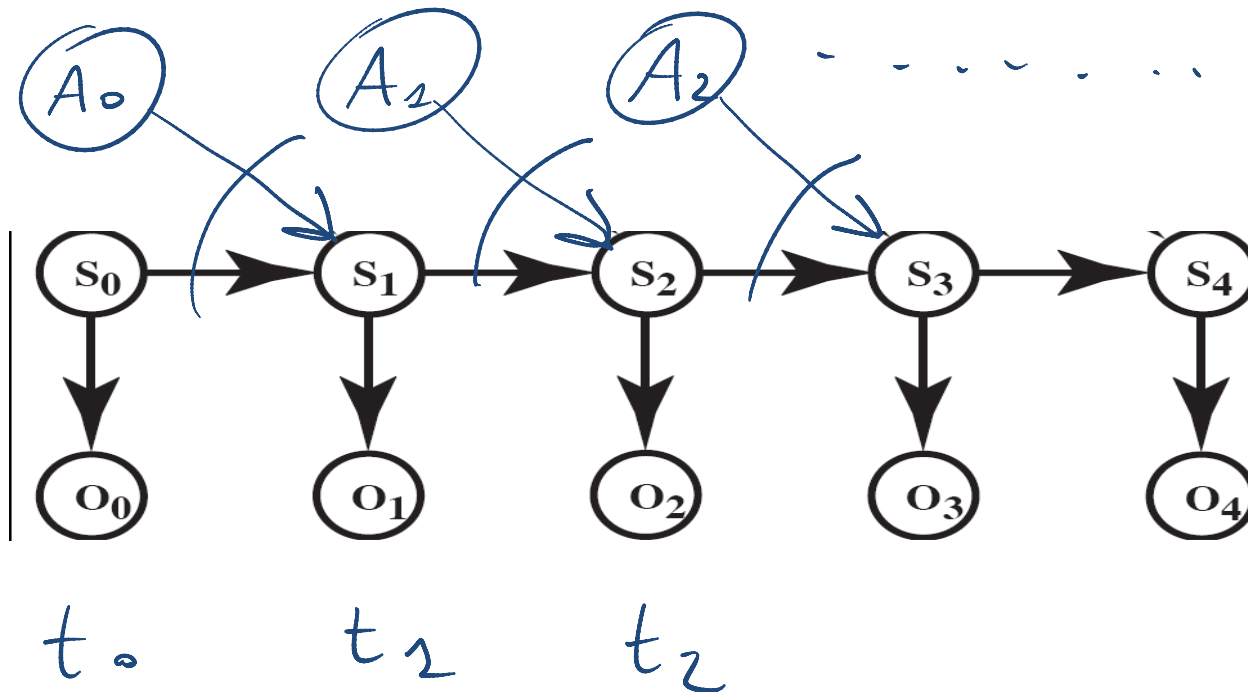 A0 A1 A2 . . . . . . .
S0 S1 S2 S3 S4
O0 O1 O2 O3 O4
t0 t1 t2